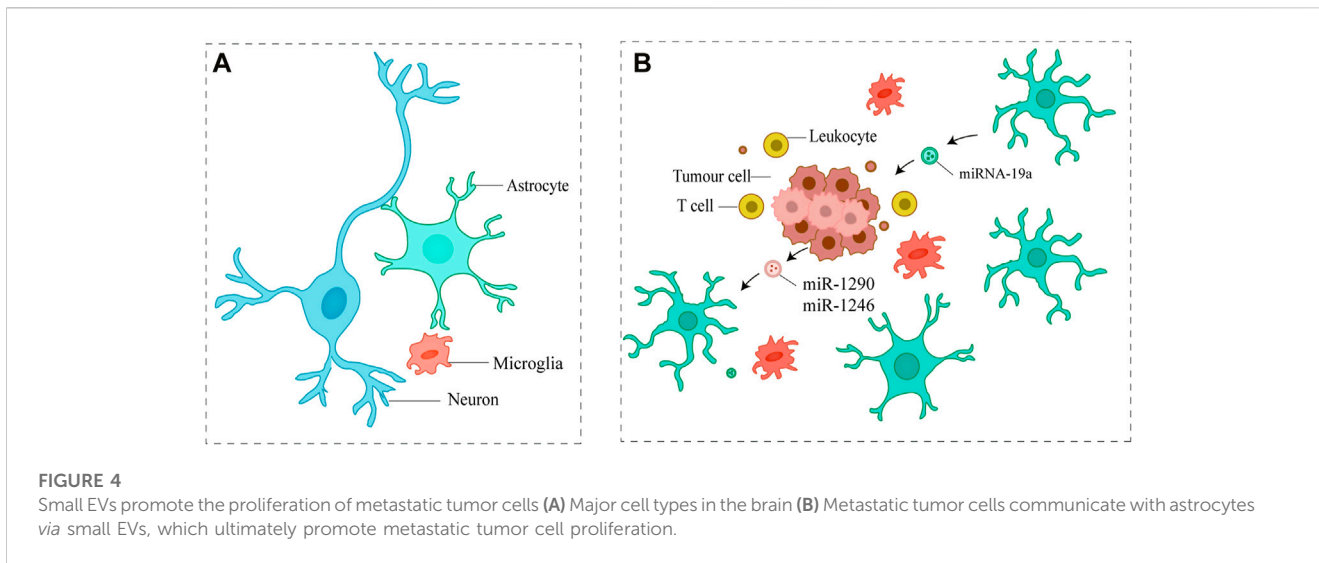 A
Astrocyte
Microglia
Neuron
B
Leukocyte
Tumour cell
T cell
miRNA-19a
miR-1290
miR-1246
FIGURE 4
Small EVs promote the proliferation of metastatic tumor cells (A) Major cell types in the brain (B) Metastatic tumor cells communicate with astrocytes
via small EVs, which ultimately promote metastatic tumor cell proliferation.